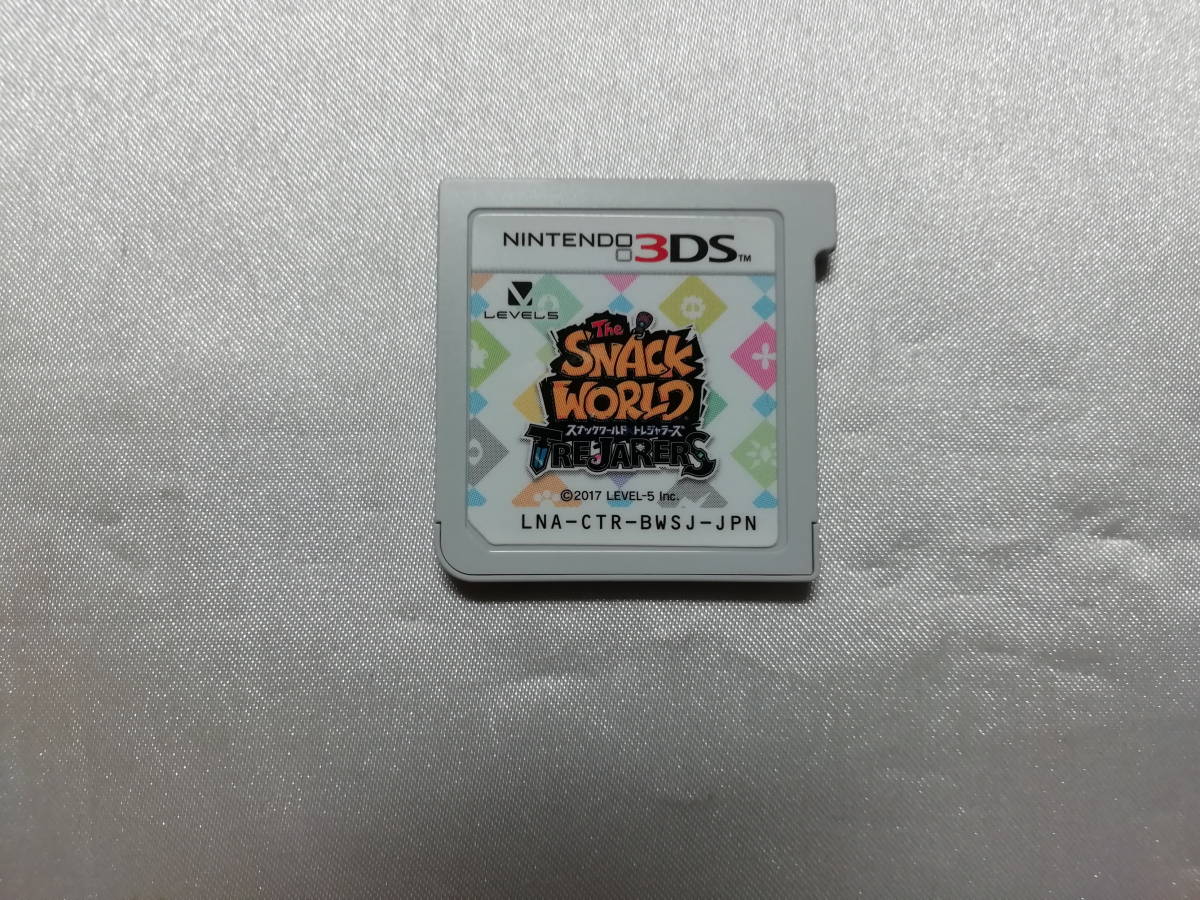 NINTENDO 3DS™
LEVEL5
The
SNACK
WORLD
スナックワールド トレジャラーズ
TREJARERS
©2017 LEVEL-5 Inc.
LNA-CTR-BWSJ-JPN